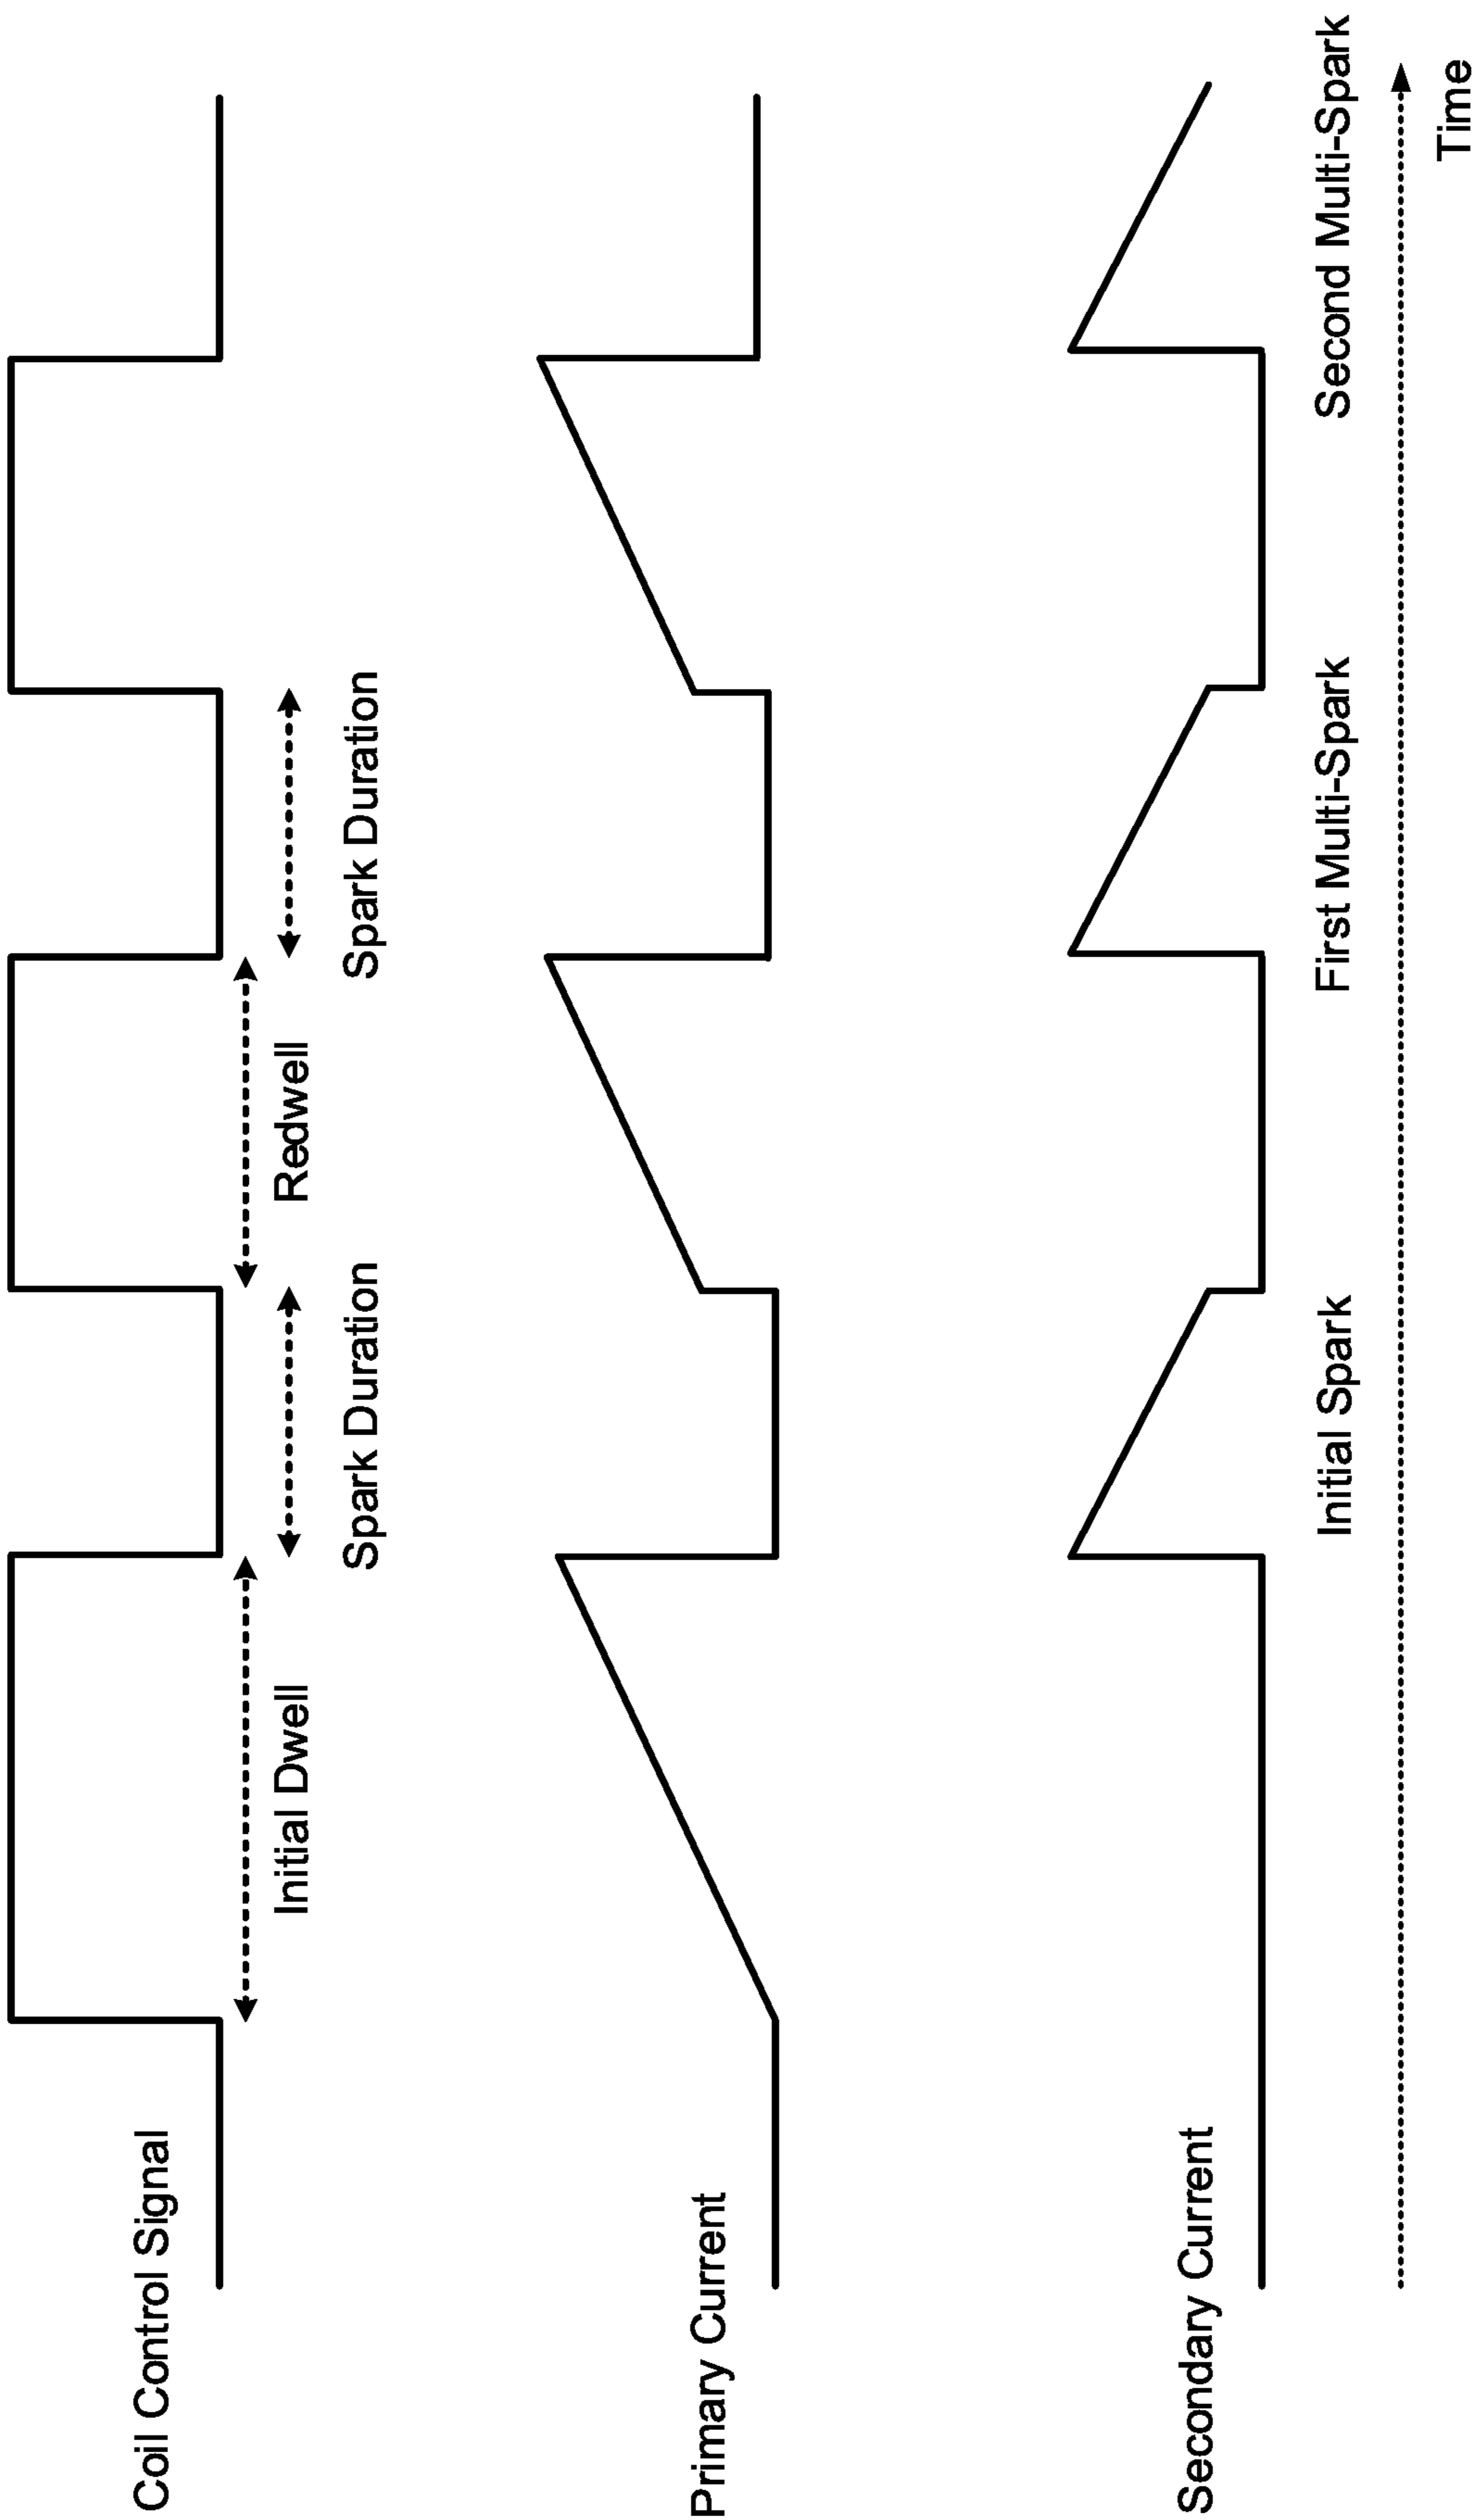 Coil Control Signal
Initial Dwell
Redwell
Spark Duration
Spark Duration
Primary Current
Secondary Current
Initial Spark
First Multi-Spark
Second Multi-Spark
Time